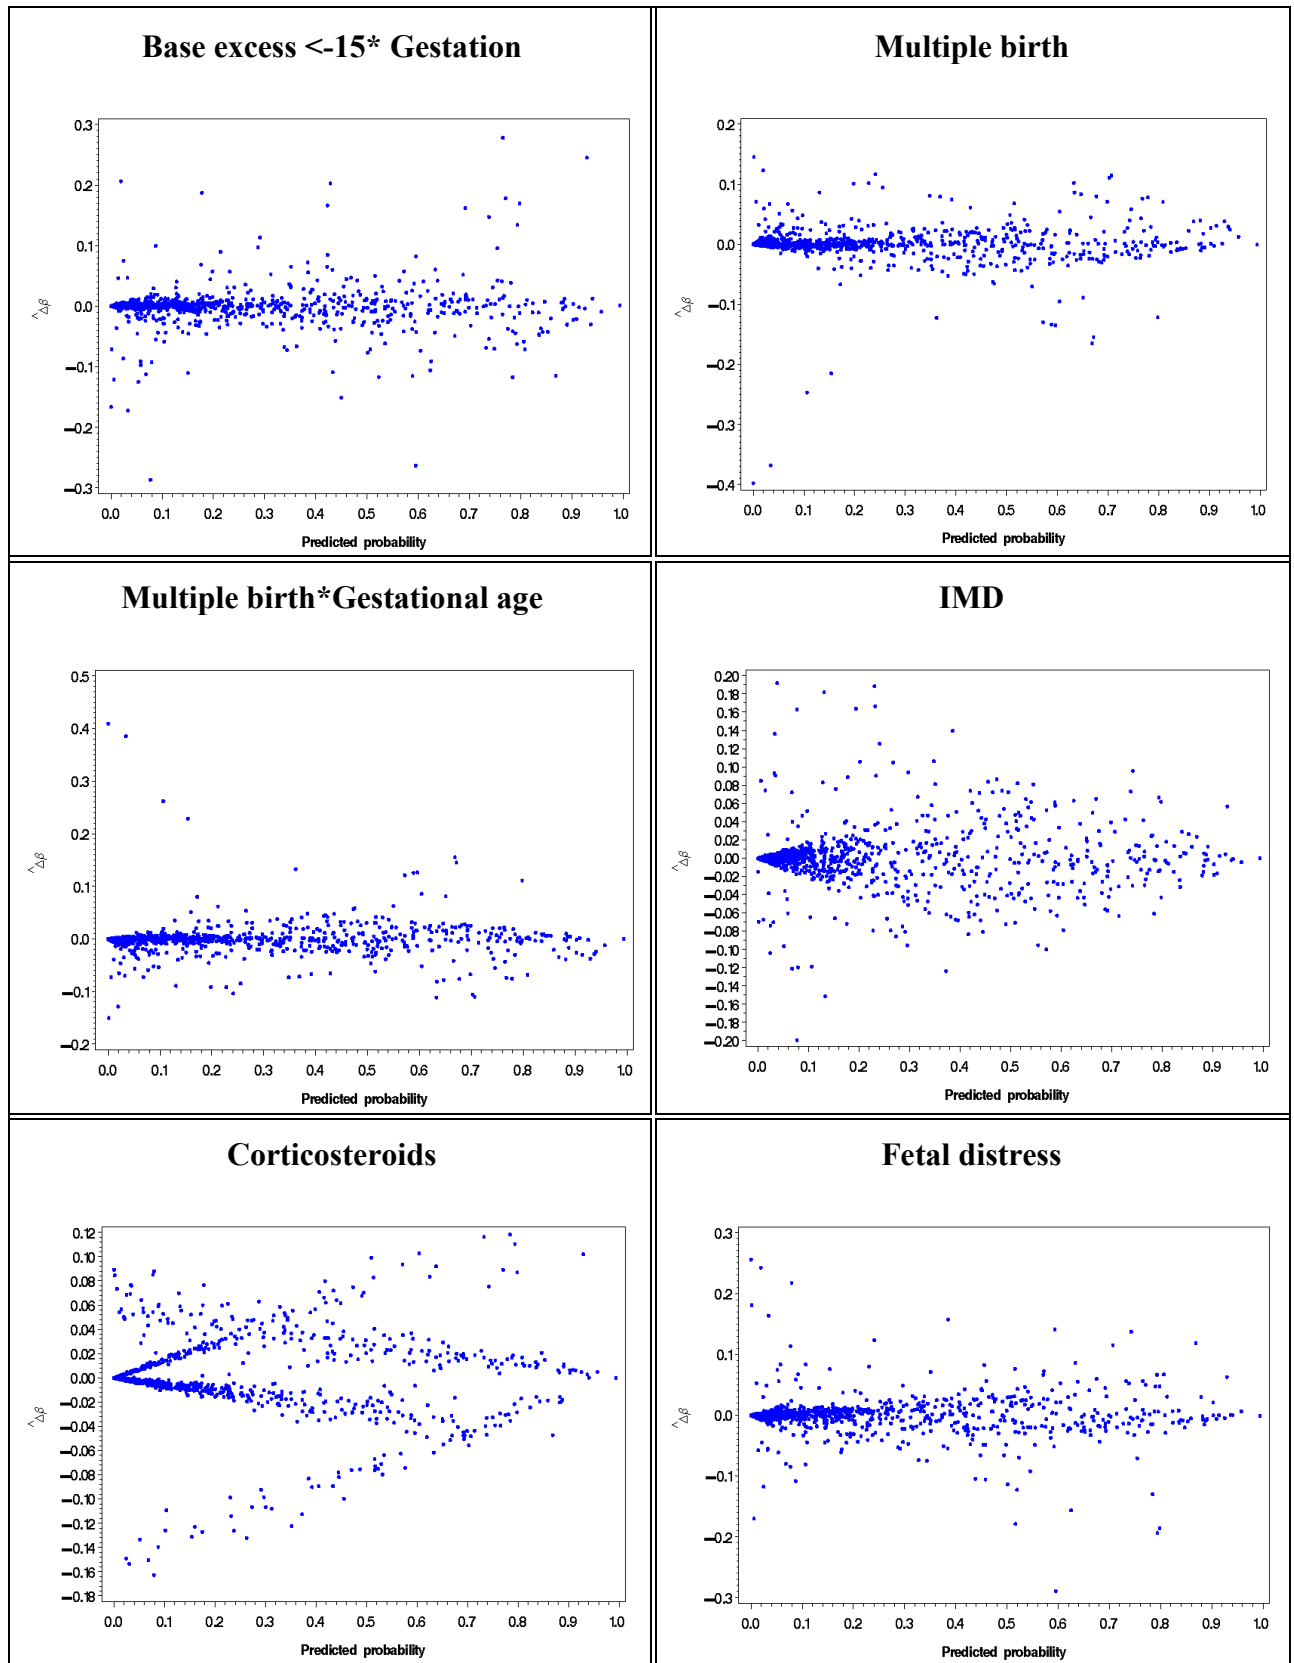 Base excess <-15* Gestation
0.3
0.2
0.1
0.0
−0.1
−0.2
−0.3
^Δβ
0.0 0.1 0.2 0.3 0.4 0.5 0.6 0.7 0.8 0.9 1.0
Predicted probability
Multiple birth
0.2
0.1
0.0
−0.1
−0.2
−0.3
−0.4
^Δβ
0.0 0.1 0.2 0.3 0.4 0.5 0.6 0.7 0.8 0.9 1.0
Predicted probability
Multiple birth*Gestational age
0.5
0.4
0.3
0.2
0.1
0.0
−0.1
−0.2
^Δβ
0.0 0.1 0.2 0.3 0.4 0.5 0.6 0.7 0.8 0.9 1.0
Predicted probability
IMD
0.20
0.18
0.16
0.14
0.12
0.10
0.08
0.06
0.04
0.02
0.00
−0.02
−0.04
−0.06
−0.08
−0.10
−0.12
−0.14
−0.16
−0.18
−0.20
^Δβ
0.0 0.1 0.2 0.3 0.4 0.5 0.6 0.7 0.8 0.9 1.0
Predicted probability
Corticosteroids
0.12
0.10
0.08
0.06
0.04
0.02
0.00
−0.02
−0.04
−0.06
−0.08
−0.10
−0.12
−0.14
−0.16
−0.18
^Δβ
0.0 0.1 0.2 0.3 0.4 0.5 0.6 0.7 0.8 0.9 1.0
Predicted probability
Fetal distress
0.3
0.2
0.1
0.0
−0.1
−0.2
−0.3
^Δβ
0.0 0.1 0.2 0.3 0.4 0.5 0.6 0.7 0.8 0.9 1.0
Predicted probability